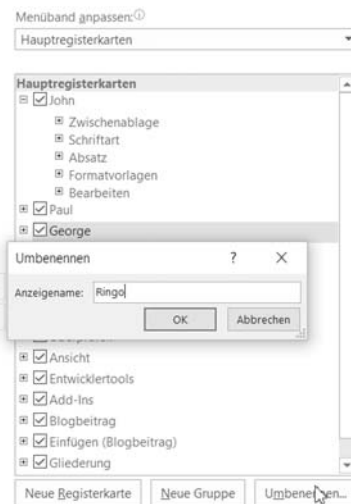 Menüband anpassen:
Hauptregisterkarten
Hauptregisterkarten
John
Zwischenablage
Schriftart
Absatz
Formatvorlagen
Bearbeiten
Paul
George
Umbenennen ? X
Anzeigename: Ringo
OK Abbrechen
Ansicht
Entwicklertools
Add-Ins
Blogbeitrag
Einfügen (Blogbeitrag)
Gliederung
Neue Registerkarte Neue Gruppe Umbenennen...